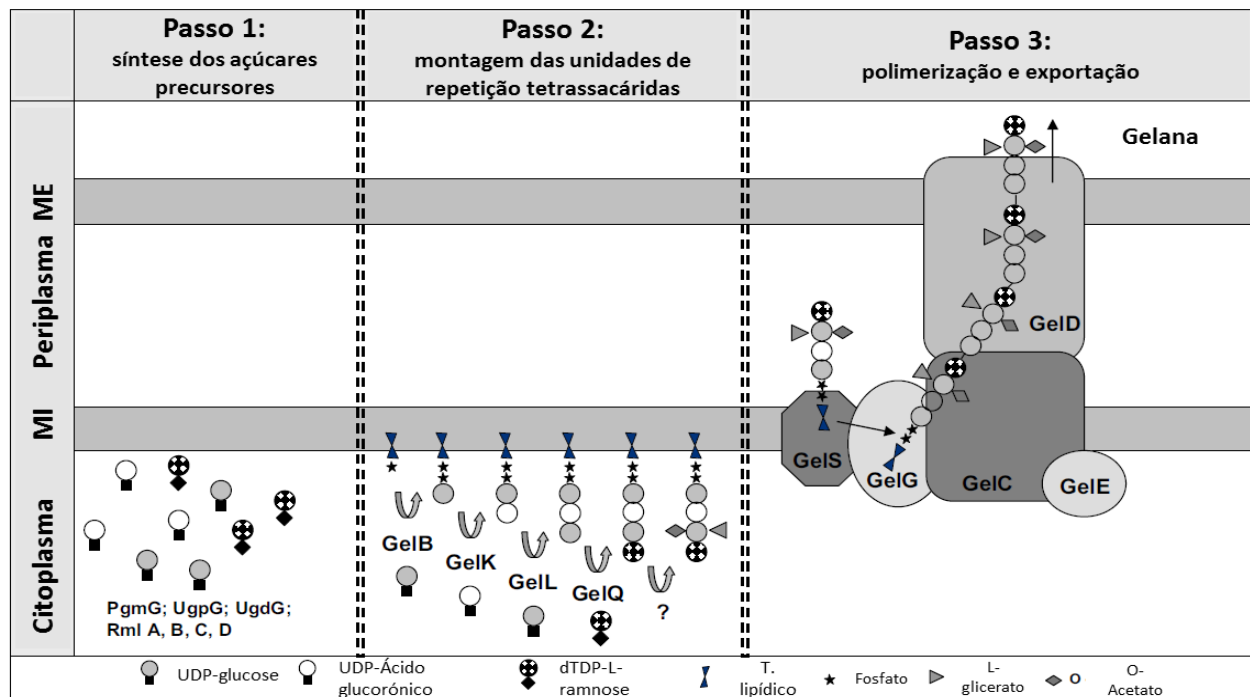 Passo 1:
síntese dos açúcares
precursores
Passo 2:
montagem das unidades de
repetição tetrassacáridas
Passo 3:
polimerização e exportação
ME
Periplasma
MI
Citoplasma
PgmG; UgpG; UgdG;
Rml A, B, C, D
GelB
GelK
GelL
GelQ
?
Gelana
GelD
GelS
GelG
GelC
GelE
UDP-glucose
UDP-Ácido
glucorónico
dTDP-L-
ramnose
T.
lipídico
Fosfato
L-
glicerato
O
O-
Acetato